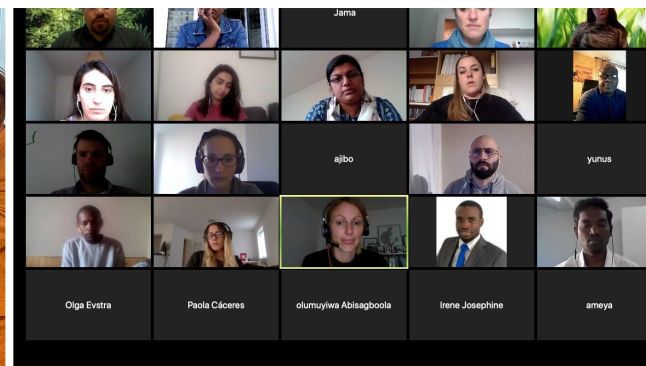 Jama
ajibo
yunus
Olga Evstra
Paola Cáceres
olumuyiwa Abisagboola
Irene Josephine
ameya